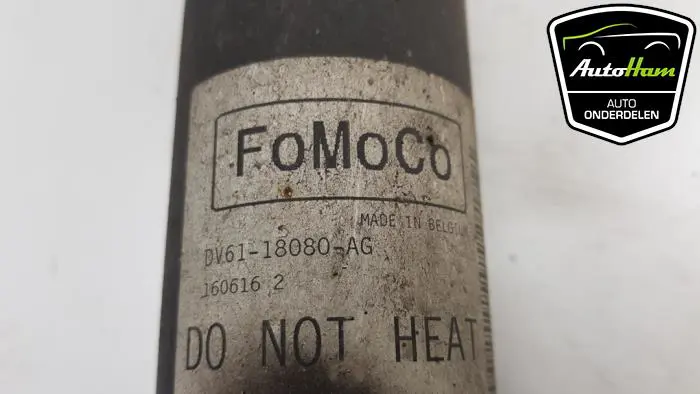 FoMoCo
MADE IN BELGIUM
DV61-18080-AG
160616 2
DO NOT HEAT
AutoHam
AUTO
ONDERDELEN